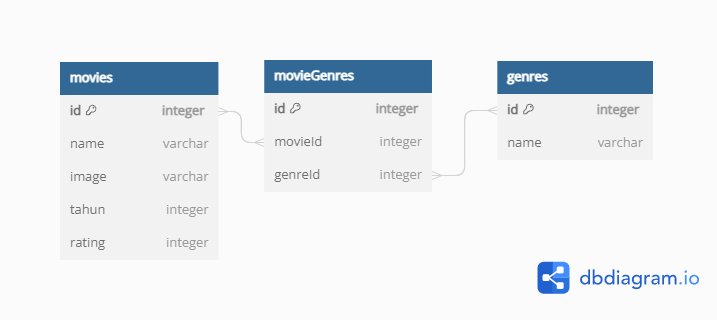 movies
id integer
name varchar
image varchar
tahun integer
rating integer
movieGenres
id integer
movieId integer
genreId integer
genres
id integer
name varchar
dbdiagram.io